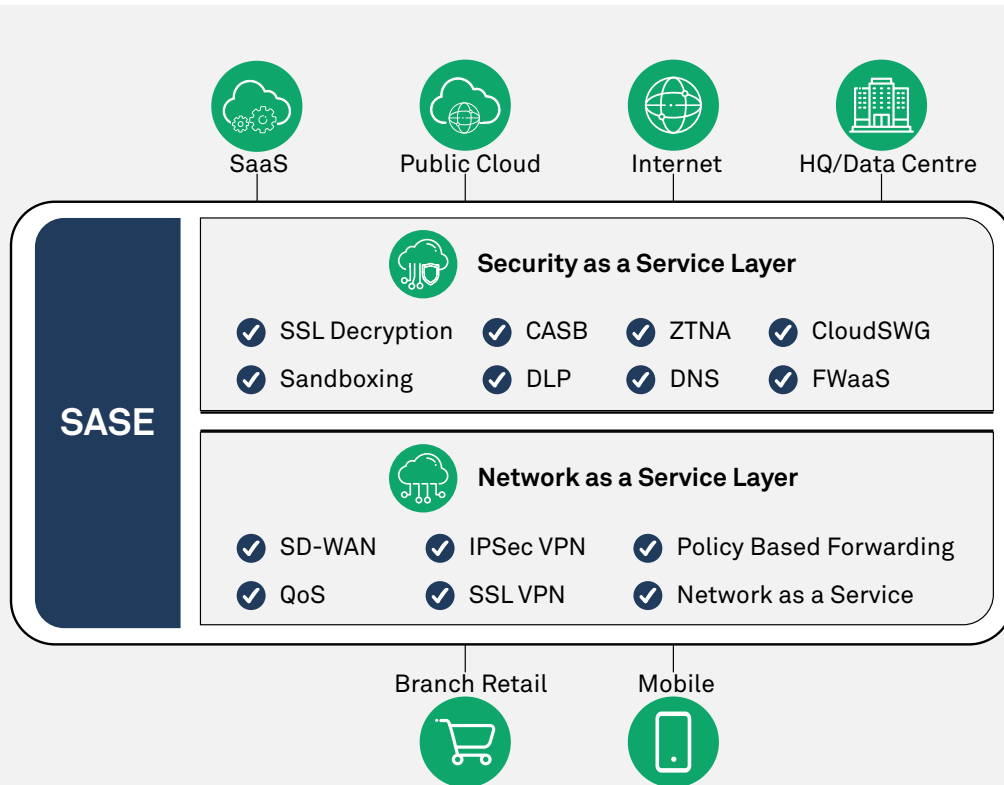 SaaS
Public Cloud
Internet
HQ/Data Centre
SASE
Security as a Service Layer
SSL Decryption
CASB
ZTNA
CloudSWG
Sandboxing
DLP
DNS
FWaaS
Network as a Service Layer
SD-WAN
IPSec VPN
Policy Based Forwarding
QoS
SSL VPN
Network as a Service
Branch Retail
Mobile